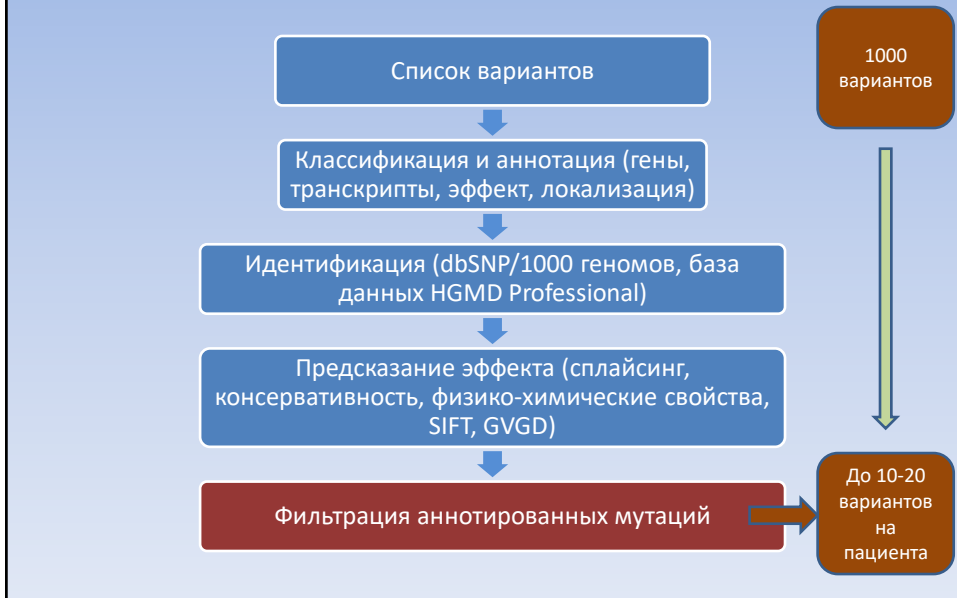 Список вариантов
1000
вариантов
Классификация и аннотация (гены,
транскрипты, эффект, локализация)
Идентификация (dbSNP/1000 геномов, база
данных HGMD Professional)
Предсказание эффекта (сплайсинг,
консервативность, физико-химические свойства,
SIFT, GVGD)
Фильтрация аннотированных мутаций
До 10-20
вариантов
на
пациента